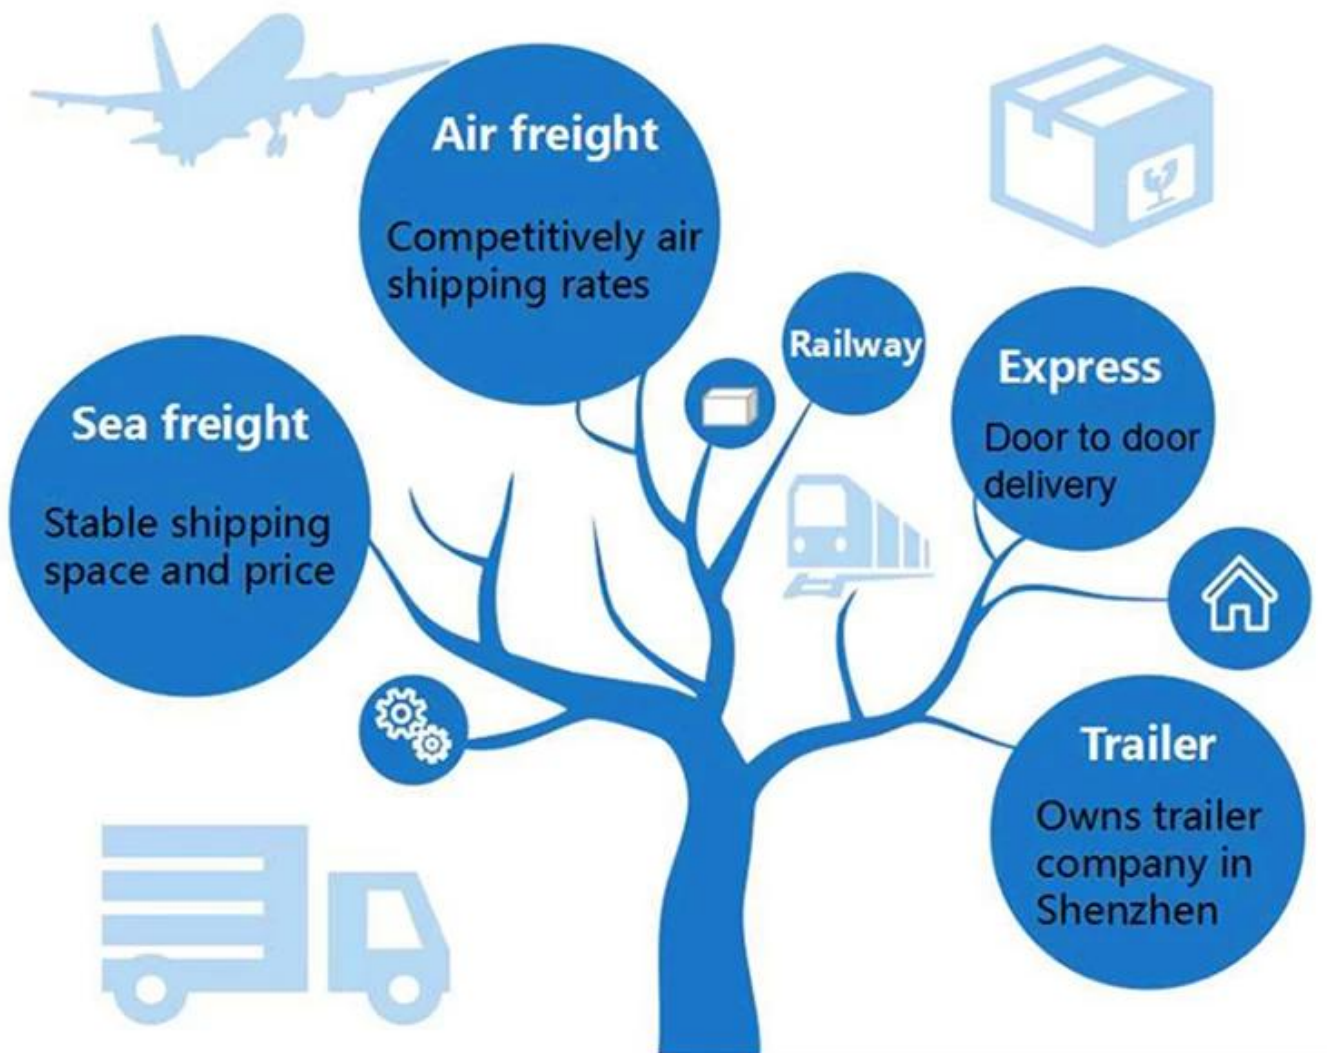 Air freight
Competitively air
shipping rates
Railway
Express
Door to door
delivery
Sea freight
Stable shipping
space and price
Trailer
Owns trailer
company in
Shenzhen